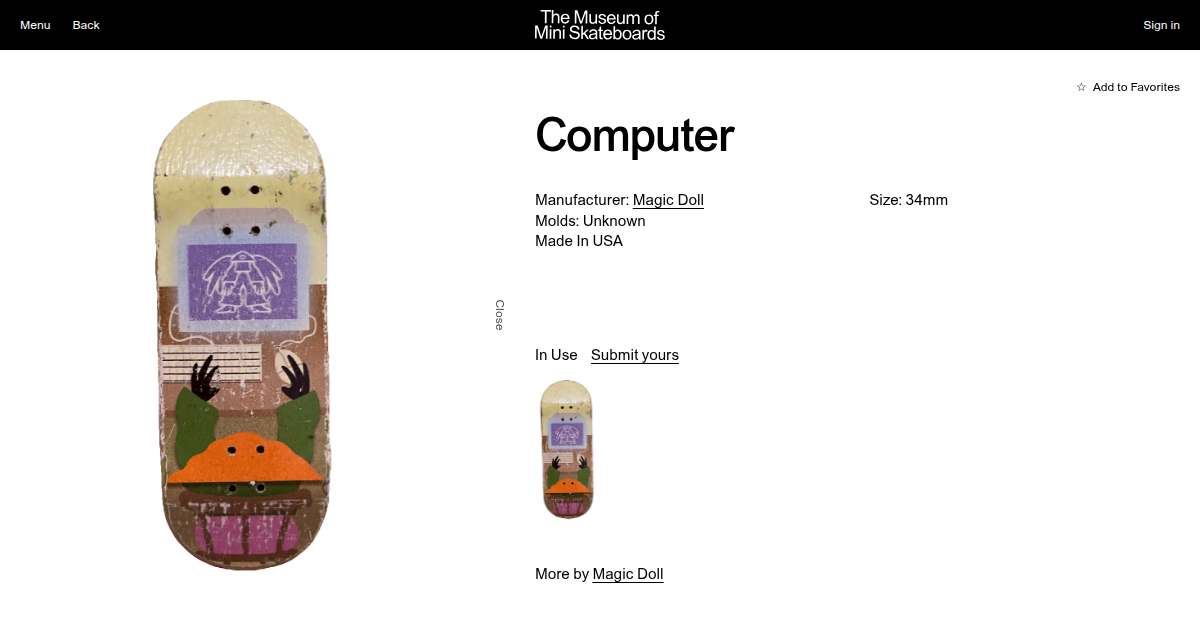 Menu
Back
The Museum of
Mini Skateboards
Sign in
☆ Add to Favorites
Computer
Manufacturer: Magic Doll
Size: 34mm
Molds: Unknown
Made In USA
Close
In Use
Submit yours
More by Magic Doll